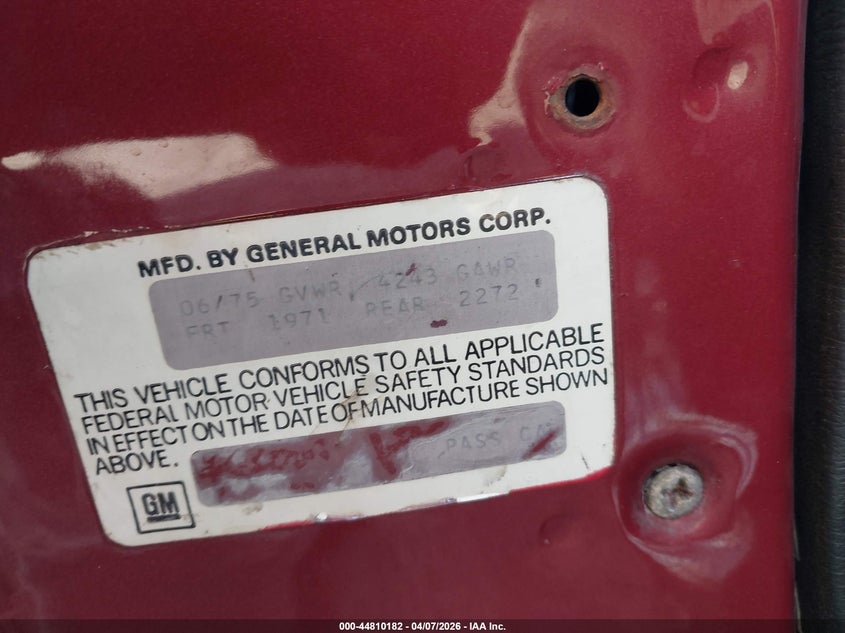 MFD. BY GENERAL MOTORS CORP.
06/75 GVWR 4243 GAWR
FRT 1971 REAR 2272
THIS VEHICLE CONFORMS TO ALL APPLICABLE
FEDERAL MOTOR VEHICLE SAFETY STANDARDS
IN EFFECT ON THE DATE OF MANUFACTURE SHOWN
ABOVE.
PASS
GM
000-44810182 - 04/07/2026 - IAA Inc.